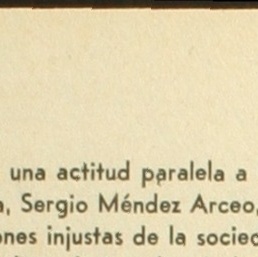 una actitud paralela a
Sergio Méndez Arceo,
injustas de la